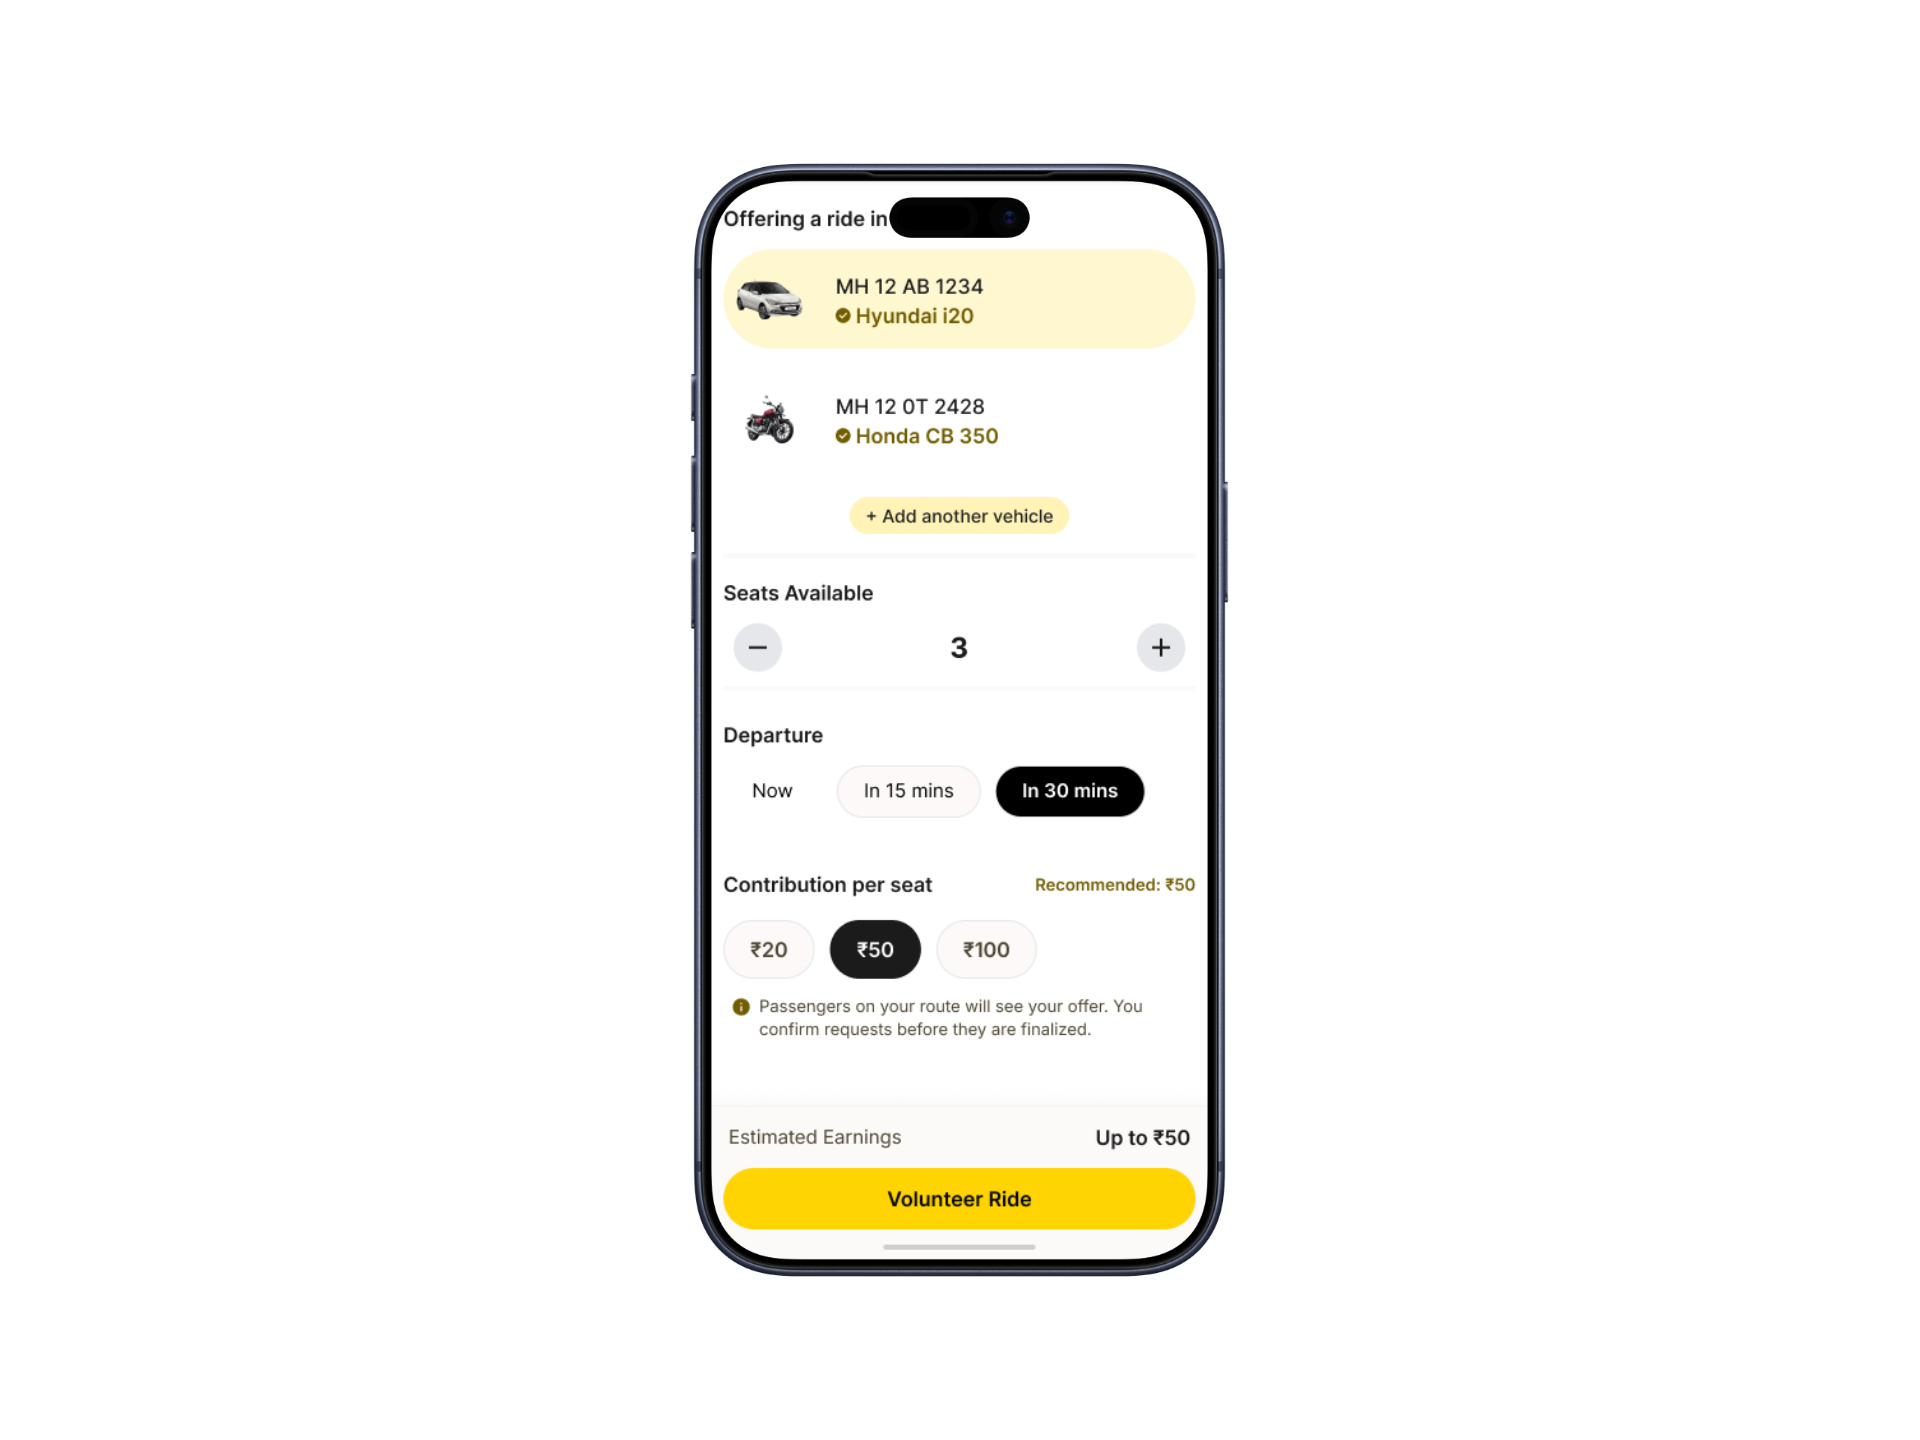 Offering a ride in
MH 12 AB 1234
Hyundai i20
MH 12 0T 2428
Honda CB 350
+ Add another vehicle
Seats Available
3
Departure
Now
In 15 mins
In 30 mins
Contribution per seat
Recommended: ₹50
₹20
₹50
₹100
Passengers on your route will see your offer. You
confirm requests before they are finalized.
Estimated Earnings
Up to ₹50
Volunteer Ride